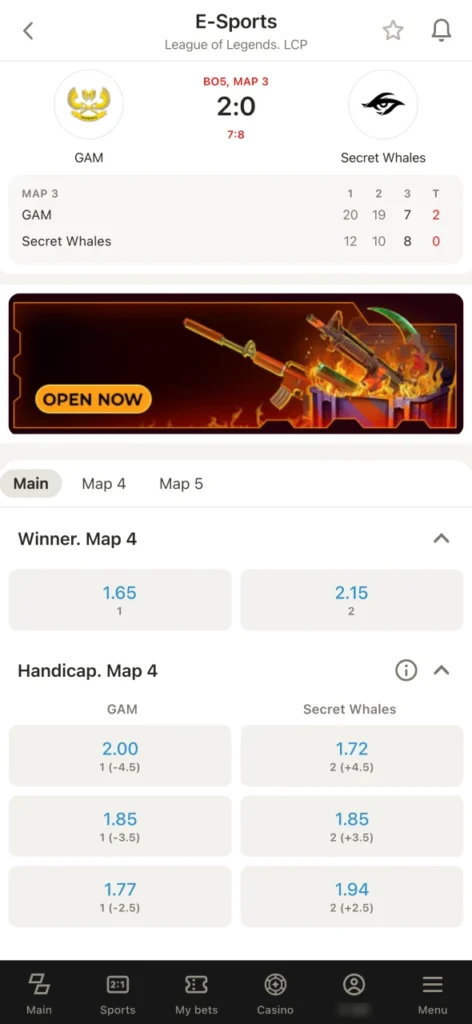 E-Sports
League of Legends. LCP
BO5, MAP 3
2:0
7:8
GAM
Secret Whales
MAP 3 1 2 3 T
GAM 20 19 7 2
Secret Whales 12 10 8 0
OPEN NOW
Main Map 4 Map 5
Winner. Map 4
1.65 2.15
1 2
Handicap. Map 4
GAM Secret Whales
2.00 1.72
1 (-4.5) 2 (+4.5)
1.85 1.85
1 (-3.5) 2 (+3.5)
1.77 1.94
1 (-2.5) 2 (+2.5)
2:1
Main Sports My bets Casino Menu